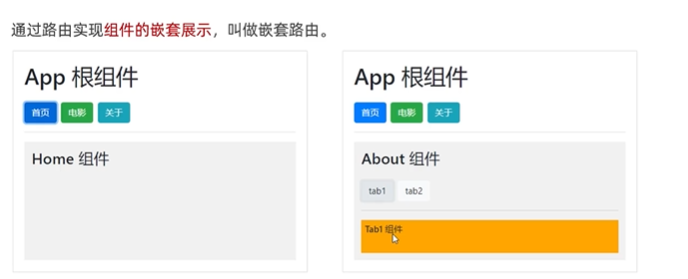 通过路由实现组件的嵌套展示，叫做嵌套路由。
App 根组件
首页 电影 关于
Home 组件
App 根组件
首页 电影 关于
About 组件
tab1 tab2
Tab1 组件